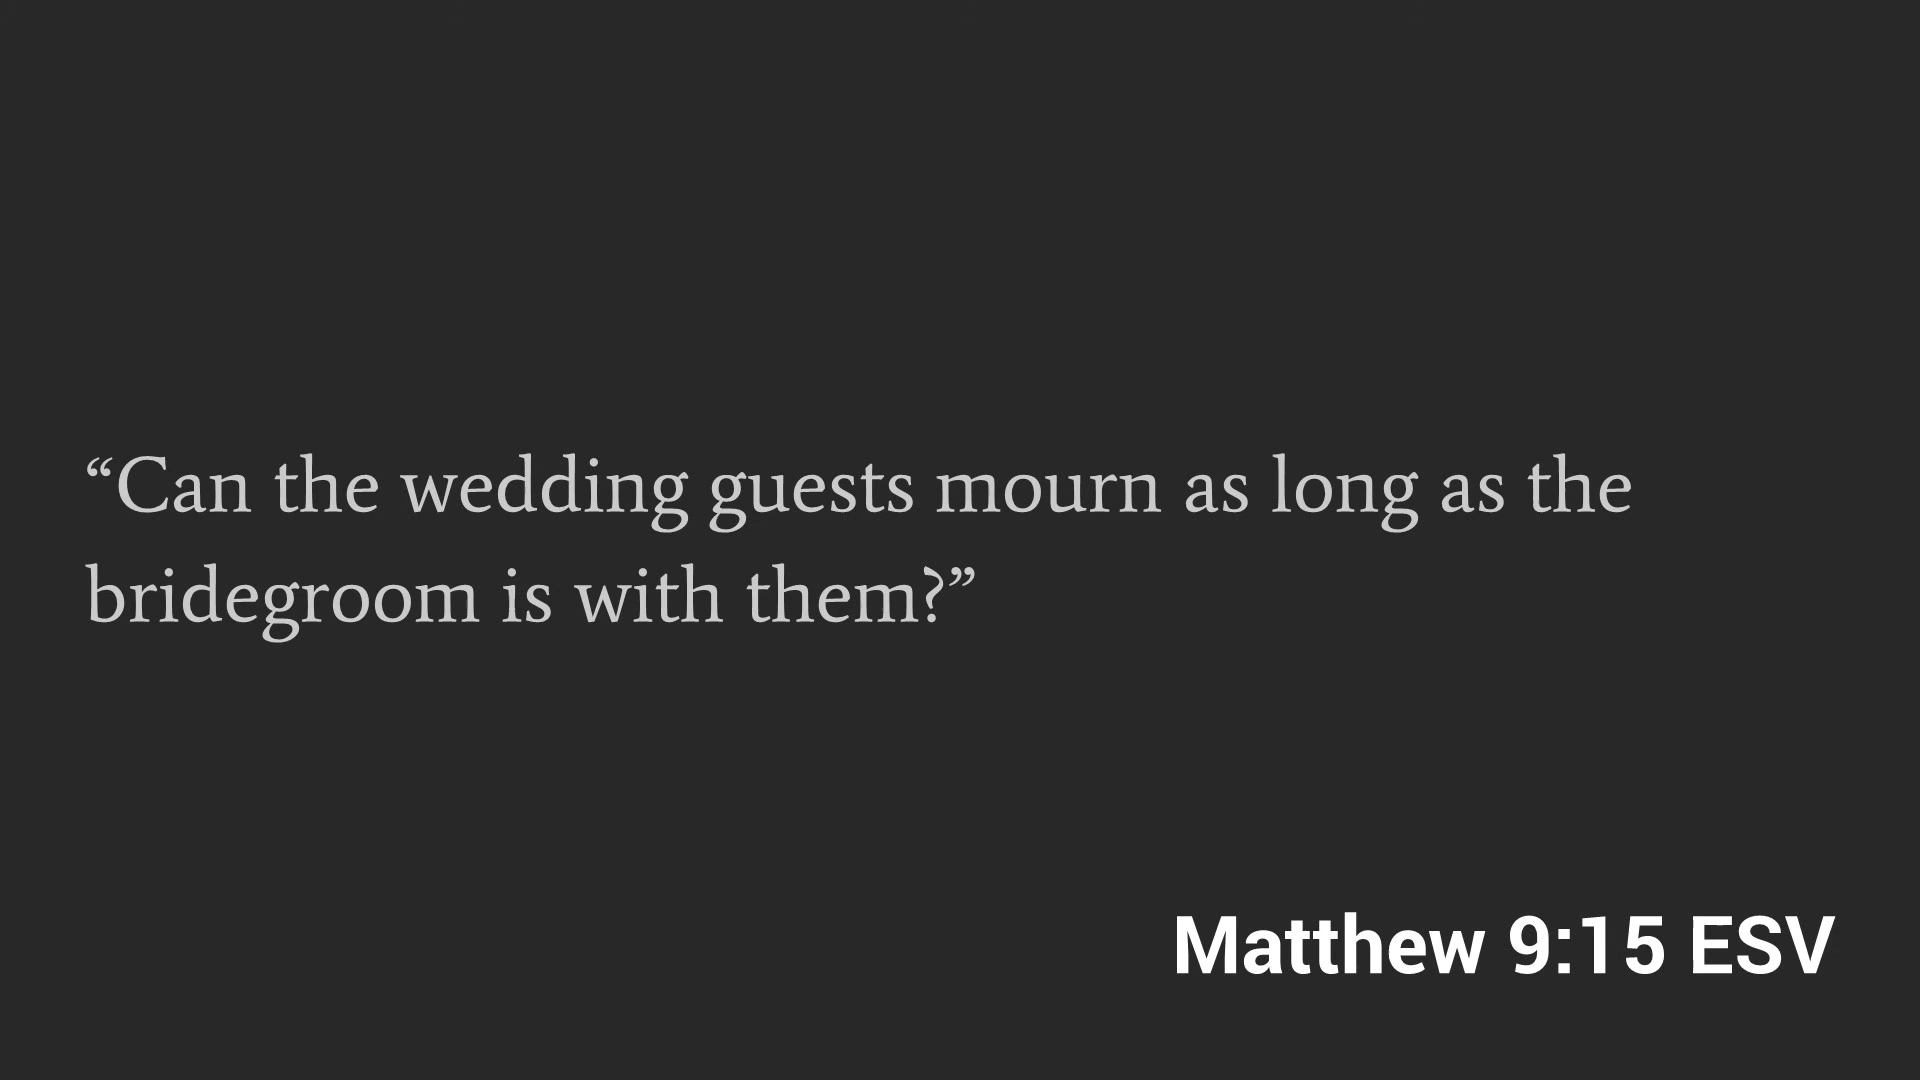 “Can the wedding guests mourn as long as the
bridegroom is with them?”
Matthew 9:15 ESV